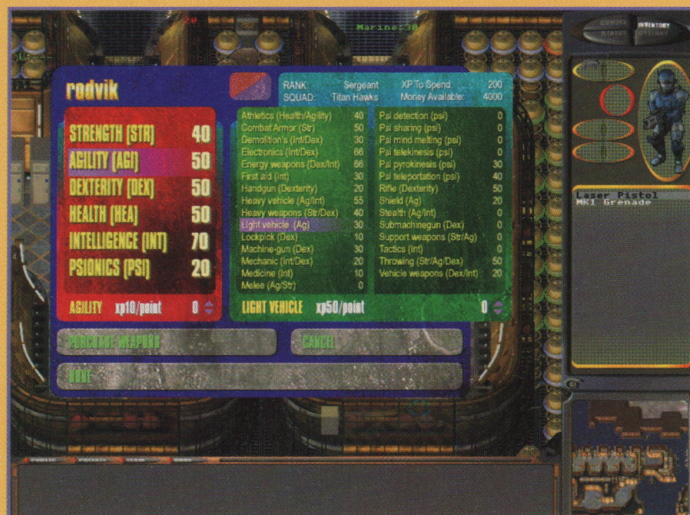 Marine:38
INVENTORY
rodvik
RANK: Sergeant XP To Spend: 200
SQUAD: Titan Hawks Money Available: 4000
STRENGTH (STR) 40
AGILITY (AGI) 50
DEXTERITY (DEX) 50
HEALTH (HEA) 50
INTELLIGENCE (INT) 70
PSIONICS (PSI) 20
AGILITY xp10/point 0
Athletics (Health/Agility) 40
Combat Armor (Str) 50
Demolition's (Int/Dex) 30
Electronics (Int/Dex) 66
Energy weapons (Dex/Int) 66
First aid (Int) 30
Handgun (Dexterity) 20
Heavy vehicle (Ag/Int) 55
Heavy weapons (Str/Dex) 40
Light vehicle (Ag) 30
Lockpick (Dex) 10
Machine-gun (Dex) 30
Mechanic (Int/Dex) 20
Medicine (Int) 10
Melee (Ag/Str) 0
Psi detection (psi) 0
Psi sharing (psi) 0
Psi mind melting (psi) 0
Psi telekinesis (psi) 0
Psi pyrokinesis (psi) 30
Psi teleportation (psi) 40
Rifle (Dexterity) 50
Shield (Ag) 20
Stealth (Ag/Int) 0
Submachinegun (Dex) 0
Support weapons (Str/Ag) 0
Tactics (Int) 0
Throwing (Str/Ag/Dex) 50
Vehicle weapons (Dex/Int) 20
LIGHT VEHICLE xp50/point 0
PURCHASE WEAPONS
CANCEL
DONE
Laser Pistol
MK1 Grenade